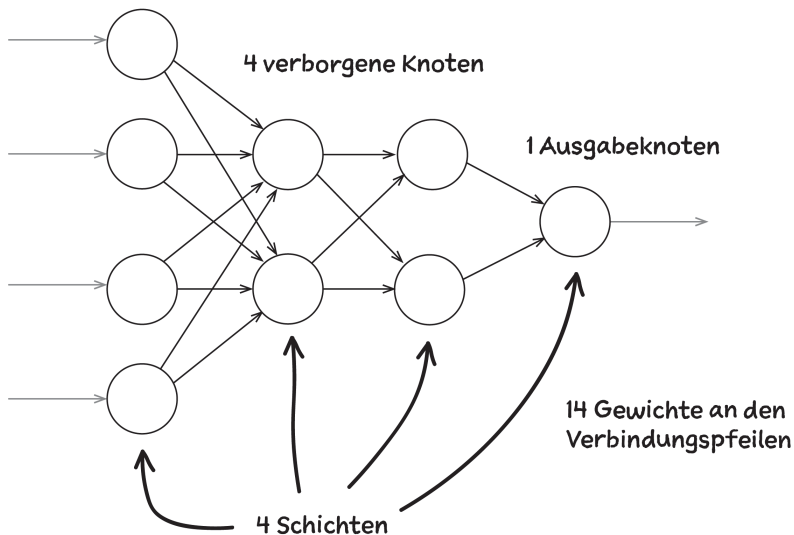 4 verborgene Knoten
1 Ausgabeknoten
14 Gewichte an den
Verbindungspfeilen
4 Schichten